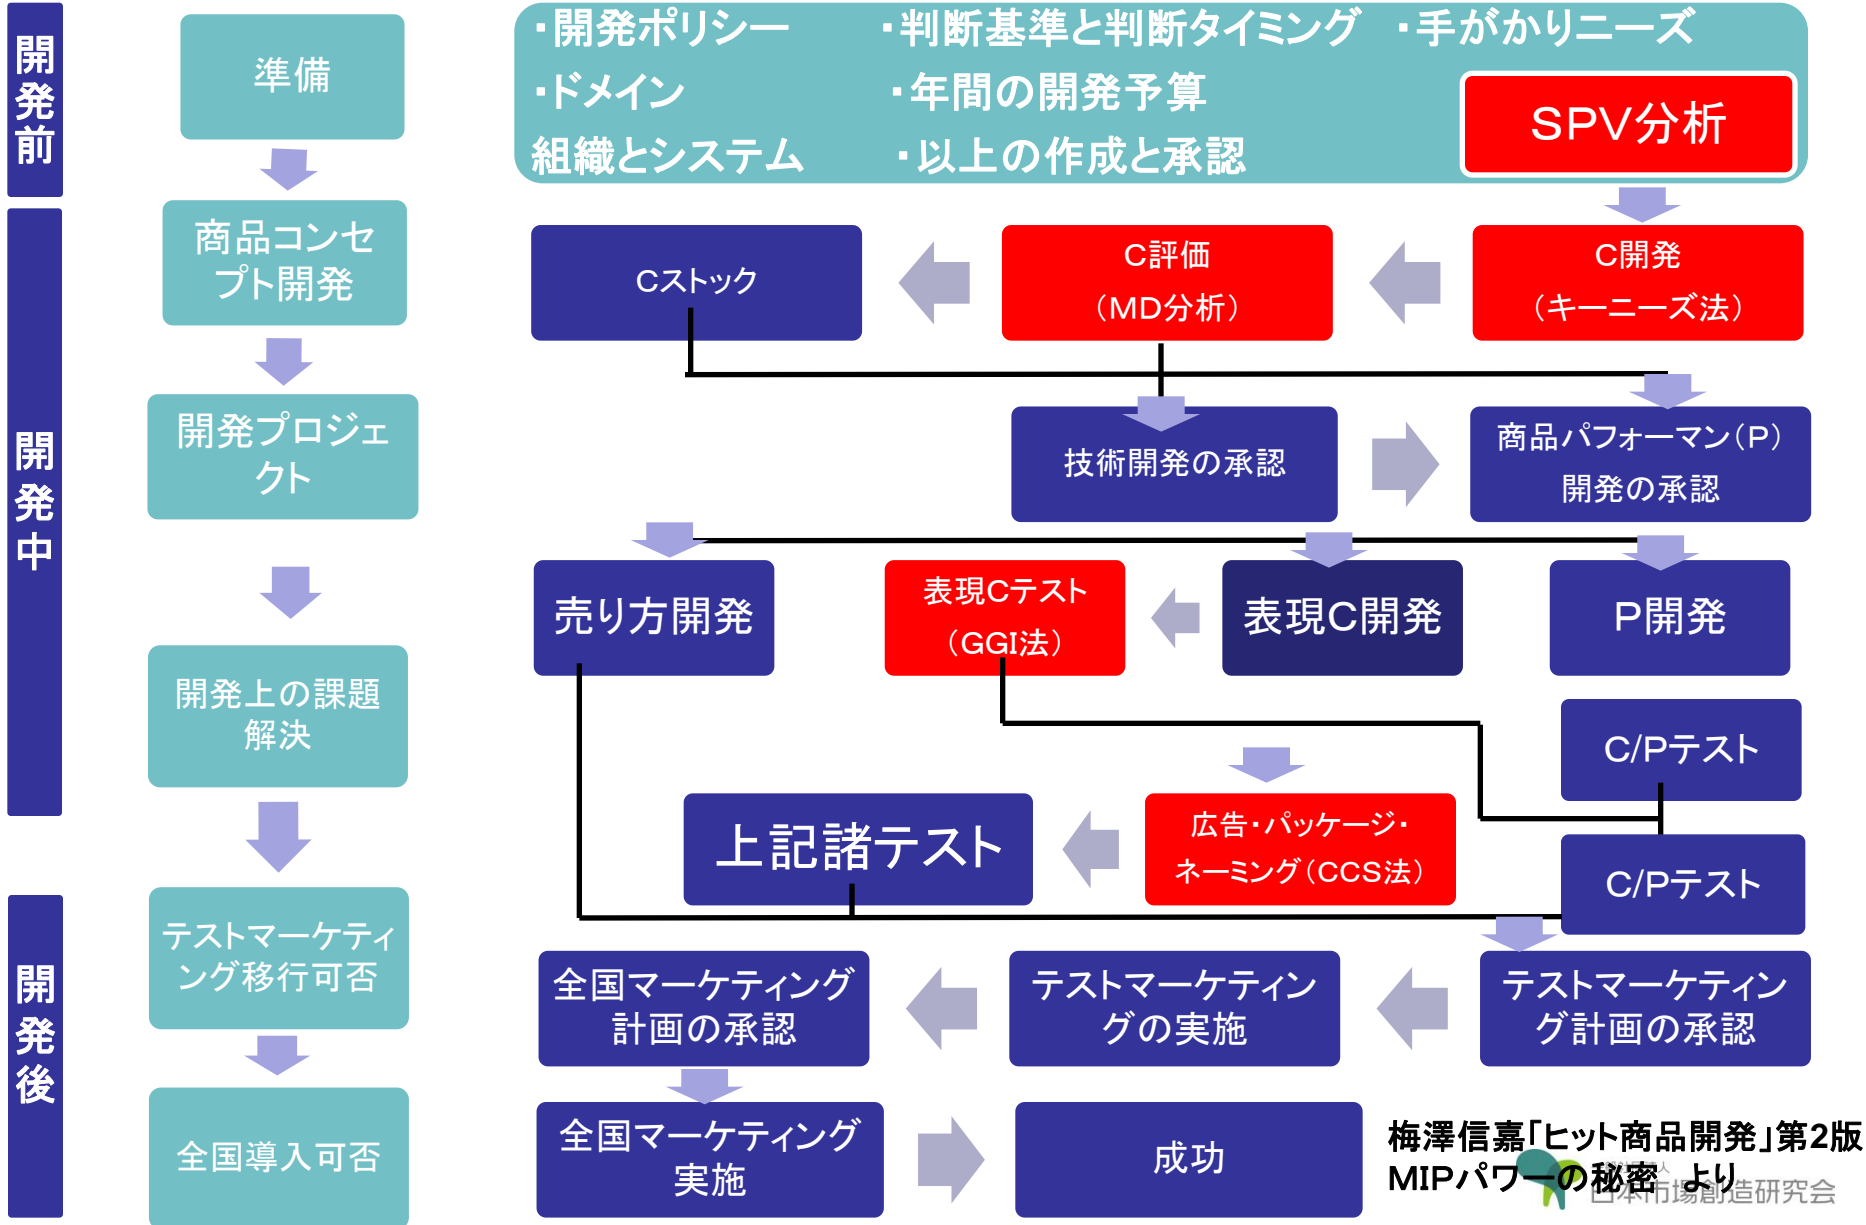 開発前
準備
・開発ポリシー ・判断基準と判断タイミング ・手がかりニーズ
・ドメイン ・年間の開発予算
組織とシステム ・以上の作成と承認
SPV分析
開発中
商品コンセ
プト開発
Cストック
C評価
(MD分析)
C開発
(キーニーズ法)
開発プロジェ
クト
技術開発の承認
商品パフォーマン(P)
開発の承認
売り方開発
表現Cテスト
(GGI法)
表現C開発
P開発
開発上の課題
解決
C/Pテスト
上記諸テスト
広告・パッケージ・
ネーミング(CCS法)
C/Pテスト
開発後
テストマーケティ
ング移行可否
全国マーケティング
計画の承認
テストマーケティン
グの実施
テストマーケティン
グ計画の承認
全国導入可否
全国マーケティング
実施
成功
梅澤信嘉「ヒット商品開発」第2版
MIPパワーの秘密 より
日本市場創造研究会